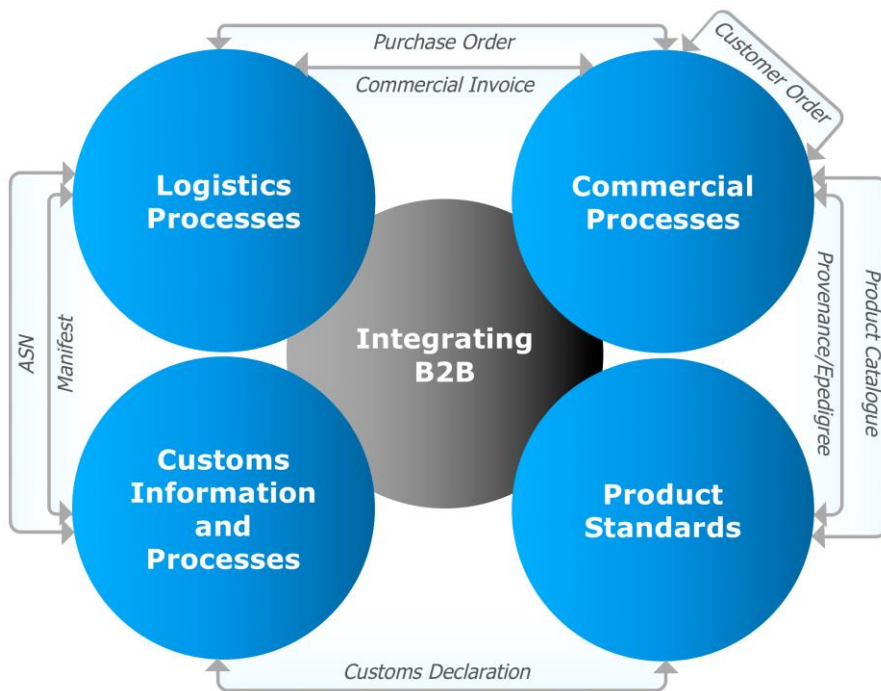 Purchase Order
Commercial Invoice
Customer Order
Logistics
Processes
Commercial
Processes
Integrating
B2B
ASN
Manifest
Provenance/Epedigree
Product Catalogue
Customs
Information
and
Processes
Product
Standards
Customs Declaration